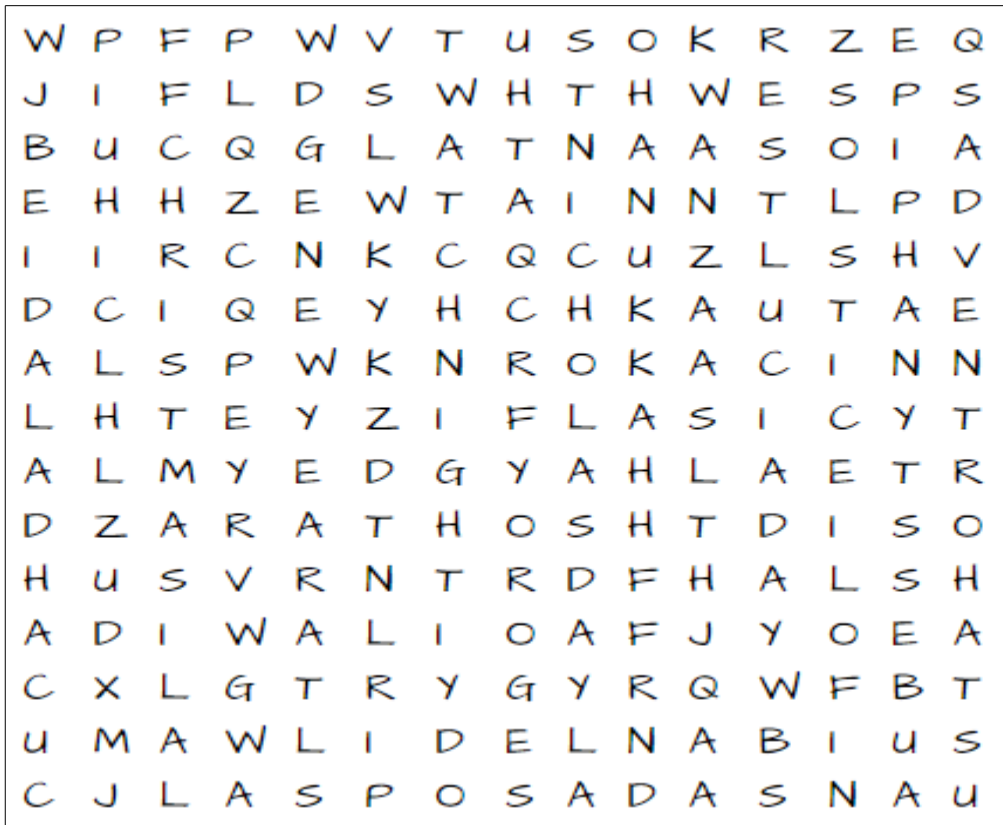 W P F P W V T U S O K R Z E Q
J I F L D S W H T H W E S P S
B U C Q G L A T N A A S O I A
E H H Z E W T A I N N T L P D
I I R C N K C Q C U Z L S H V
D C I Q E Y H C H K A U T A E
A L S P W K N R O K A C I N N
L H T E Y Z I F L A S I C Y T
A L M Y E D G Y A H L A E T R
D Z A R A T H O S H T D I S O
H U S V R N T R D F H A L S H
A D I W A L I O A F J Y O E A
C X L G T R Y G Y R Q W F B T
U M A W L I D E L N A B I U S
C J L A S P O S A D A S N A U